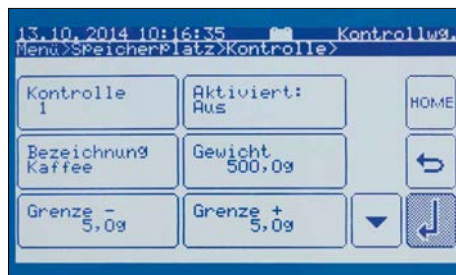 13.10.2014 10:16:35 Kontrollwg.
Menü>Speicherplatz>Kontrolle>
Kontrolle
1
Aktiviert:
Aus
HOME
Bezeichnung
Kaffee
Gewicht
500,0g
Grenze -
5,0g
Grenze +
5,0g